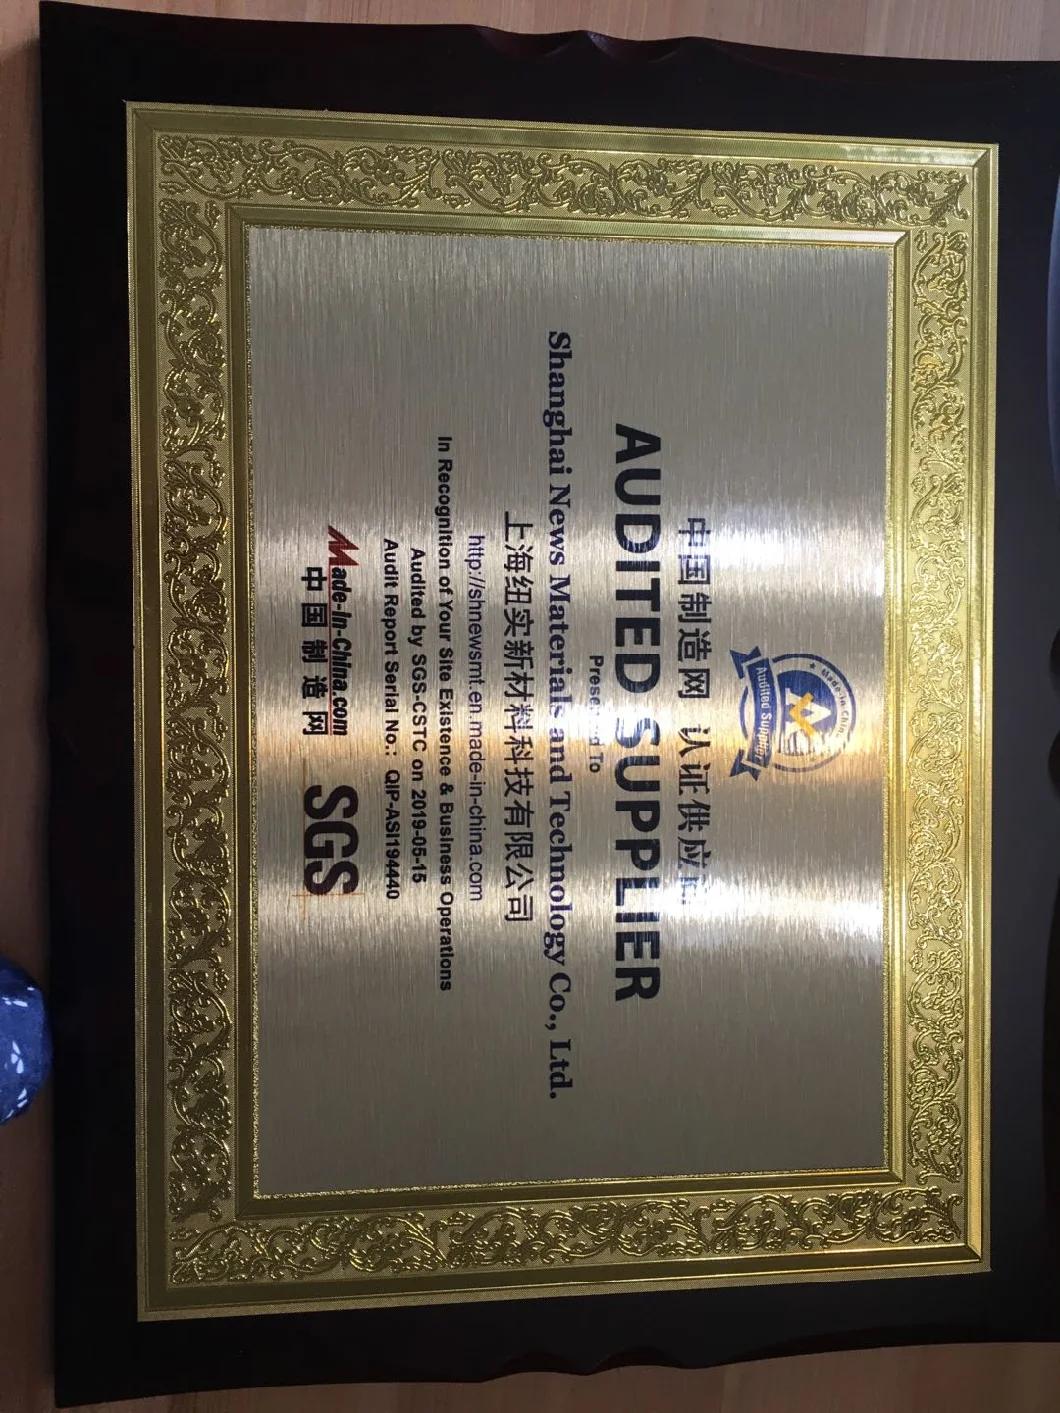 Made-in-China
Audited Supplier
中国制造网 认证供应
AUDITED SUPPLIER
Presented To
Shanghai News Materials and Technology Co., Ltd.
上海纽实新材料科技有限公司
http://shnewsmt.en.made-in-china.com
In Recognition of Your Site Existence & Business Operations
Audited by SGS-CSTC on 2019-05-15
Audit Report Serial No.: QIP-ASI194440
Made-in-China.com
中国制造网
SGS